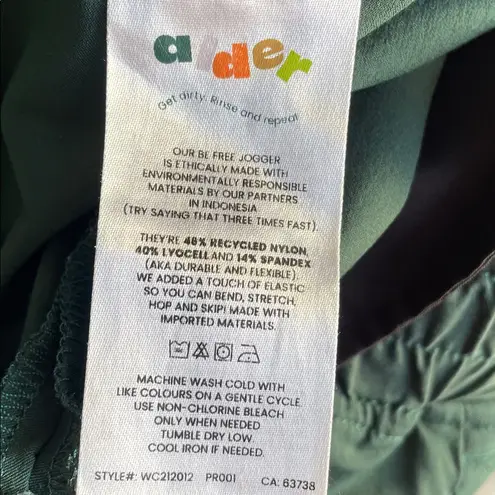 alder
Get dirty. Rinse and repeat
OUR BE FREE JOGGER
IS ETHICALLY MADE WITH
ENVIRONMENTALLY RESPONSIBLE
MATERIALS BY OUR PARTNERS
IN INDONESIA
(TRY SAYING THAT THREE TIMES FAST).
THEY'RE 48% RECYCLED NYLON,
40% LYOCELL AND 14% SPANDEX
(AKA DURABLE AND FLEXIBLE).
WE ADDED A TOUCH OF ELASTIC
SO YOU CAN BEND, STRETCH,
HOP AND SKIP! MADE WITH
IMPORTED MATERIALS.
MACHINE WASH COLD WITH
LIKE COLOURS ON A GENTLE CYCLE.
USE NON-CHLORINE BLEACH
ONLY WHEN NEEDED
TUMBLE DRY LOW.
COOL IRON IF NEEDED.
STYLE#: WC212012 PR001 CA: 63738